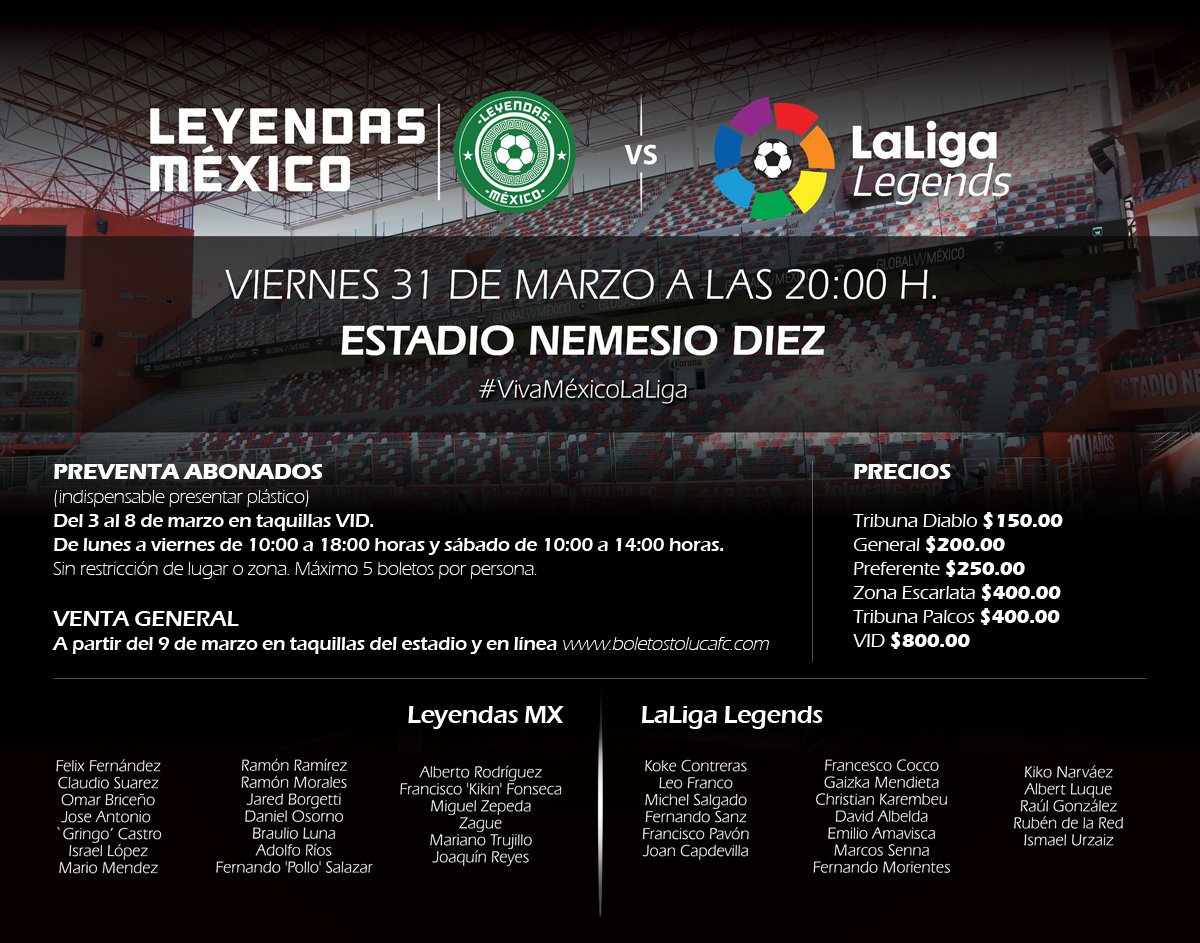 LEYENDAS
MÉXICO
·LEYENDAS·
·MÉXICO·
VS
LaLiga
Legends
GLOBALWMÉXICO
VIERNES 31 DE MARZO A LAS 20:00 H.
ESTADIO NEMESIO DIEZ
Corona
ESTADIO NE
#VivaMéxicoLaLiga
100 AÑOS
PREVENTA ABONADOS
(indispensable presentar plástico)
Del 3 al 8 de marzo en taquillas VID.
De lunes a viernes de 10:00 a 18:00 horas y sábado de 10:00 a 14:00 horas.
Sin restricción de lugar o zona. Máximo 5 boletos por persona.
VENTA GENERAL
A partir del 9 de marzo en taquillas del estadio y en línea www.boletostolucafc.com
PRECIOS
Tribuna Diablo $150.00
General $200.00
Preferente $250.00
Zona Escarlata $400.00
Tribuna Palcos $400.00
VID $800.00
Leyendas MX
Felix Fernández
Claudio Suarez
Omar Briceño
Jose Antonio
`Gringo´ Castro
Israel López
Mario Mendez
Ramón Ramírez
Ramón Morales
Jared Borgetti
Daniel Osorno
Braulio Luna
Adolfo Ríos
Fernando 'Pollo' Salazar
Alberto Rodríguez
Francisco 'Kikin' Fonseca
Miguel Zepeda
Zague
Mariano Trujillo
Joaquín Reyes
LaLiga Legends
Koke Contreras
Leo Franco
Michel Salgado
Fernando Sanz
Francisco Pavón
Joan Capdevilla
Francesco Cocco
Gaizka Mendieta
Christian Karembeu
David Albelda
Emilio Amavisca
Marcos Senna
Fernando Morientes
Kiko Narváez
Albert Luque
Raúl González
Rubén de la Red
Ismael Urzaiz